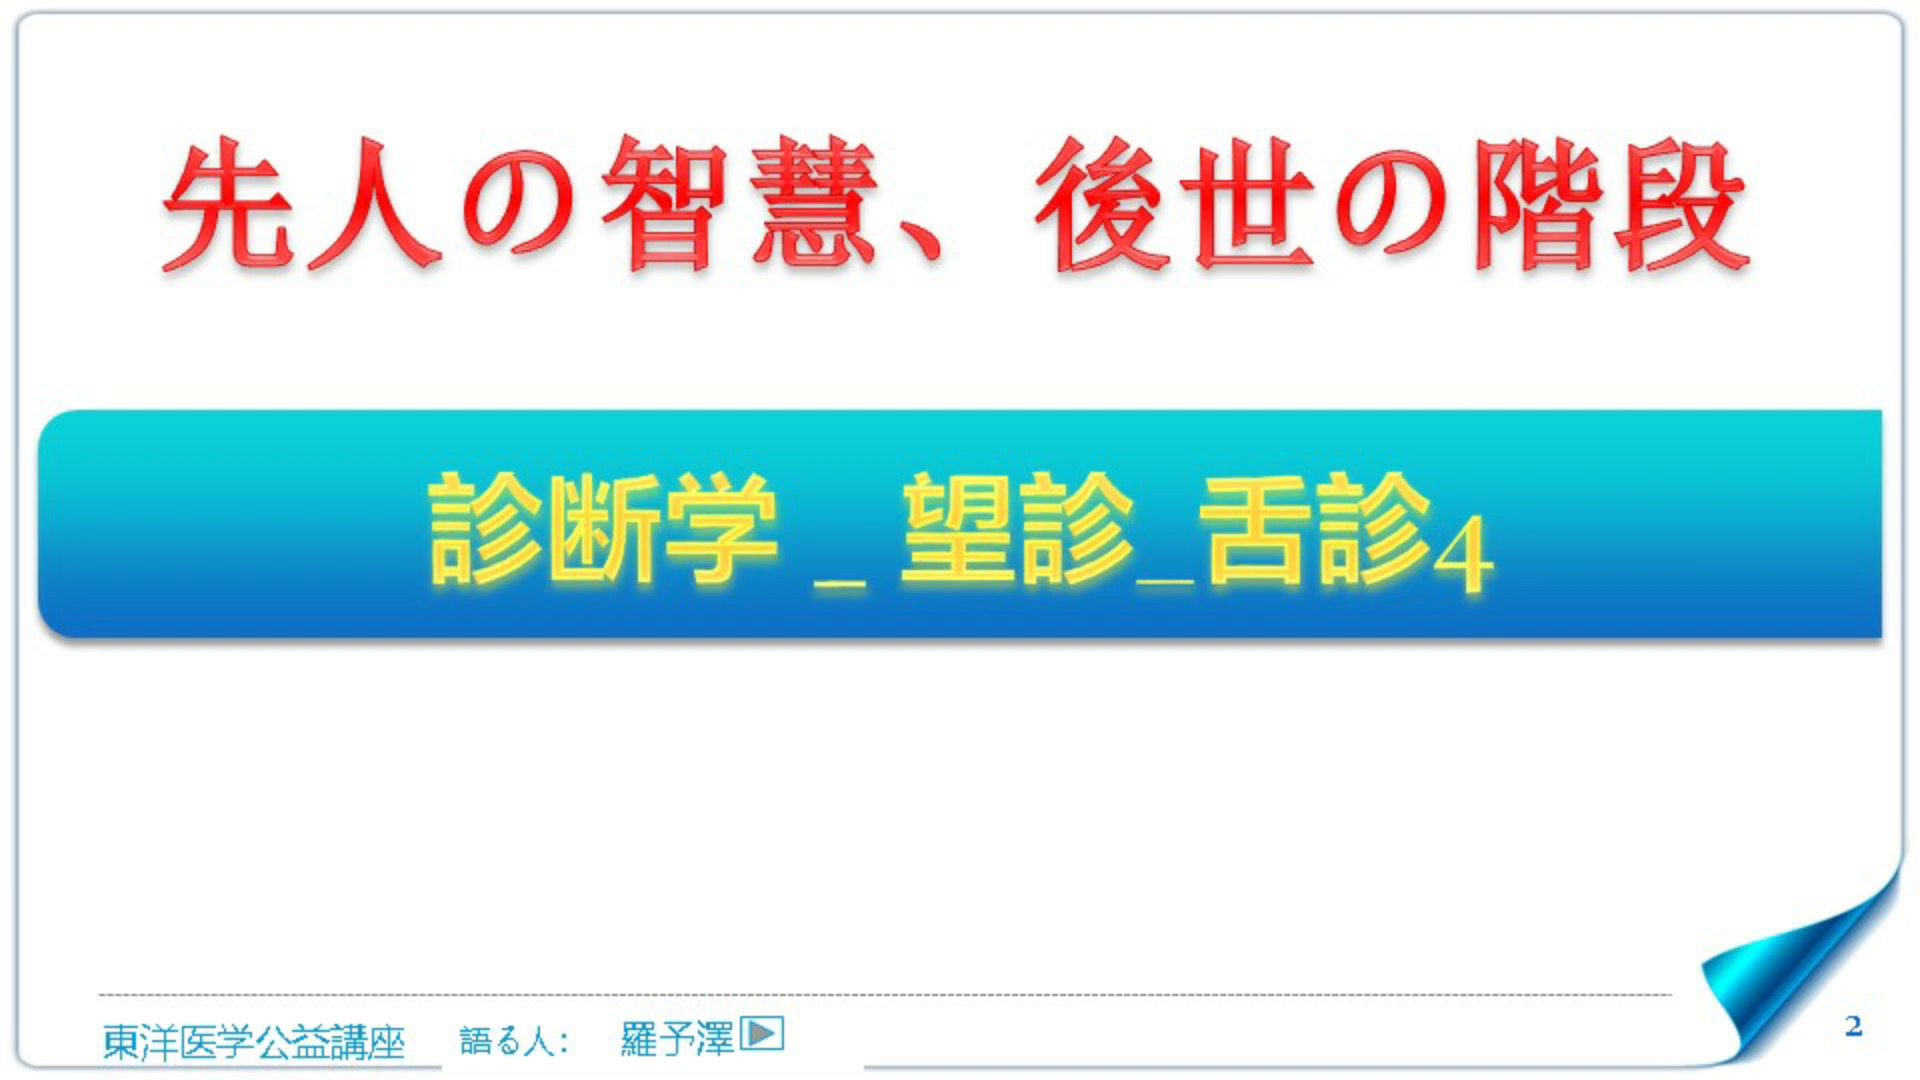 先人の智慧、後世の階段
診断学 _ 望診_舌診4
東洋医学公益講座 語る人: 羅予澤
2